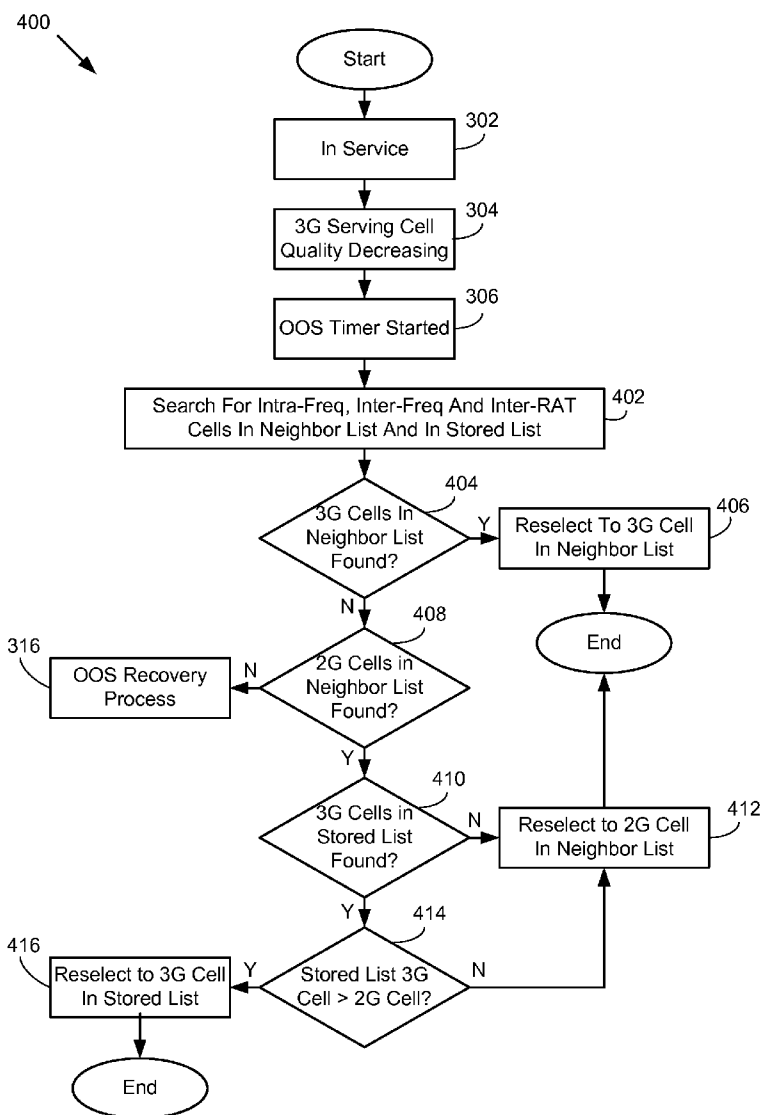 400
Start
302
In Service
304
3G Serving Cell
Quality Decreasing
306
OOS Timer Started
402
Search For Intra-Freq, Inter-Freq And Inter-RAT
Cells In Neighbor List And In Stored List
404
3G Cells In
Neighbor List
Found?
Y
406
Reselect To 3G Cell
In Neighbor List
N
End
408
2G Cells in
Neighbor List
Found?
N
316
OOS Recovery
Process
Y
410
3G Cells in
Stored List
Found?
N
Reselect to 2G Cell
In Neighbor List
412
Y
414
Stored List 3G
Cell > 2G Cell?
N
Y
416
Reselect to 3G Cell
In Stored List
End